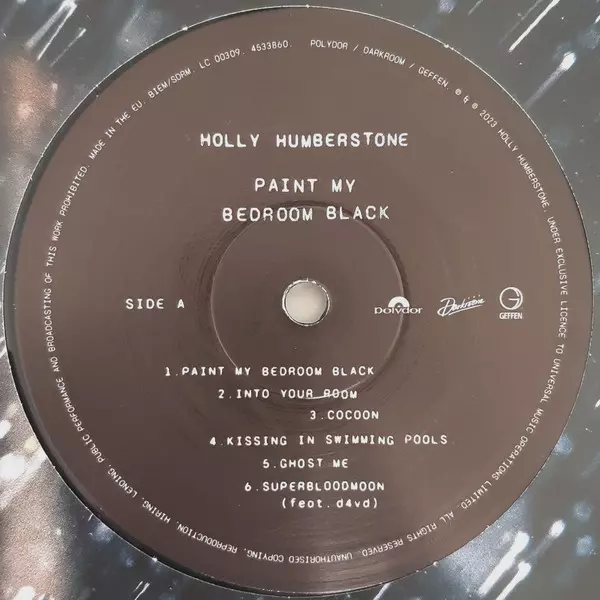 MADE IN THE EU. BIEM/SDRM. LC 00309. 4533860. POLYDOR / DARKROOM / GEFFEN. ℗ & © 2023 HOLLY HUMBERSTONE. UNDER EXCLUSIVE LICENCE TO UNIVERSAL MUSIC OPERATIONS LIMITED. ALL RIGHTS RESERVED. UNAUTHORISED COPYING, REPRODUCTION, HIRING, LENDING, PUBLIC PERFORMANCE AND BROADCASTING OF THIS WORK PROHIBITED.
HOLLY HUMBERSTONE
PAINT MY
BEDROOM BLACK
SIDE A
Polydor Darkroom GEFFEN
1.PAINT MY BEDROOM BLACK
2.INTO YOUR ROOM
3.COCOON
4.KISSING IN SWIMMING POOLS
5.GHOST ME
6.SUPERBLOODMOON
(feat.d4vd)